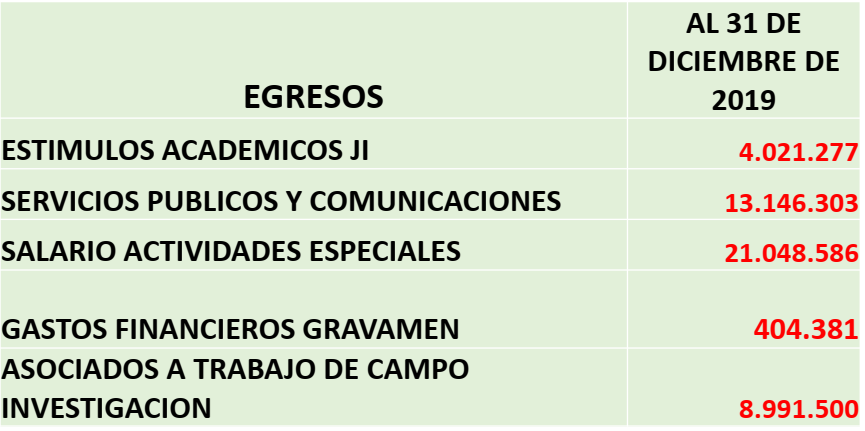 AL 31 DE
DICIEMBRE DE
EGRESOS 2019
ESTIMULOS ACADEMICOS JI 4.021.277
SERVICIOS PUBLICOS Y COMUNICACIONES 13.146.303
SALARIO ACTIVIDADES ESPECIALES 21.048.586
GASTOS FINANCIEROS GRAVAMEN 404.381
ASOCIADOS A TRABAJO DE CAMPO
INVESTIGACION 8.991.500